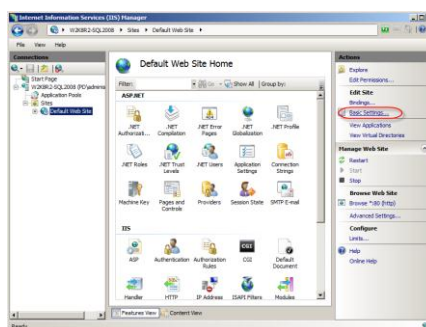 Internet Information Services (IIS) Manager
W2K8R2-SQL2008 ▸ Sites ▸ Default Web Site ▸
File View Help
Connections
Start Page
W2K8R2-SQL2008
Application Pools
Sites
Default Web Site
Default Web Site Home
Filter: Go Show All Group by:
ASP.NET
.NET Authorizati...
.NET Compilation
.NET Error Pages
.NET Globalization
.NET Profile
.NET Roles
.NET Trust Levels
.NET Users
Application Settings
Connection Strings
Machine Key
Pages and Controls
Providers
Session State
SMTP E-mail
IIS
ASP
Authentication
Authorization Rules
CGI
Default Document
Handler
HTTP
IP Address
ISAPI Filters
Modules
Features View Content View
Ready
Actions
Explore
Edit Permissions...
Edit Site
Bindings...
Basic Settings...
View Applications
View Virtual Directories
Manage Web Site
Restart
Start
Stop
Browse Web Site
Browse *:80 (http)
Advanced Settings...
Configure
Limits...
Help
Online Help